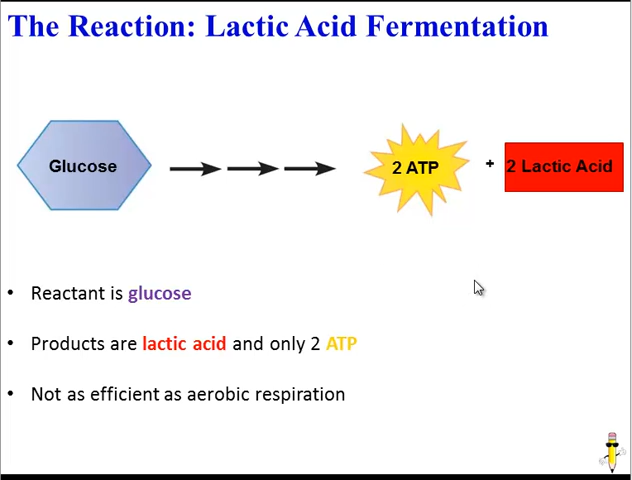 The Reaction: Lactic Acid Fermentation
Glucose
2 ATP
+
2 Lactic Acid
• Reactant is glucose
• Products are lactic acid and only 2 ATP
• Not as efficient as aerobic respiration